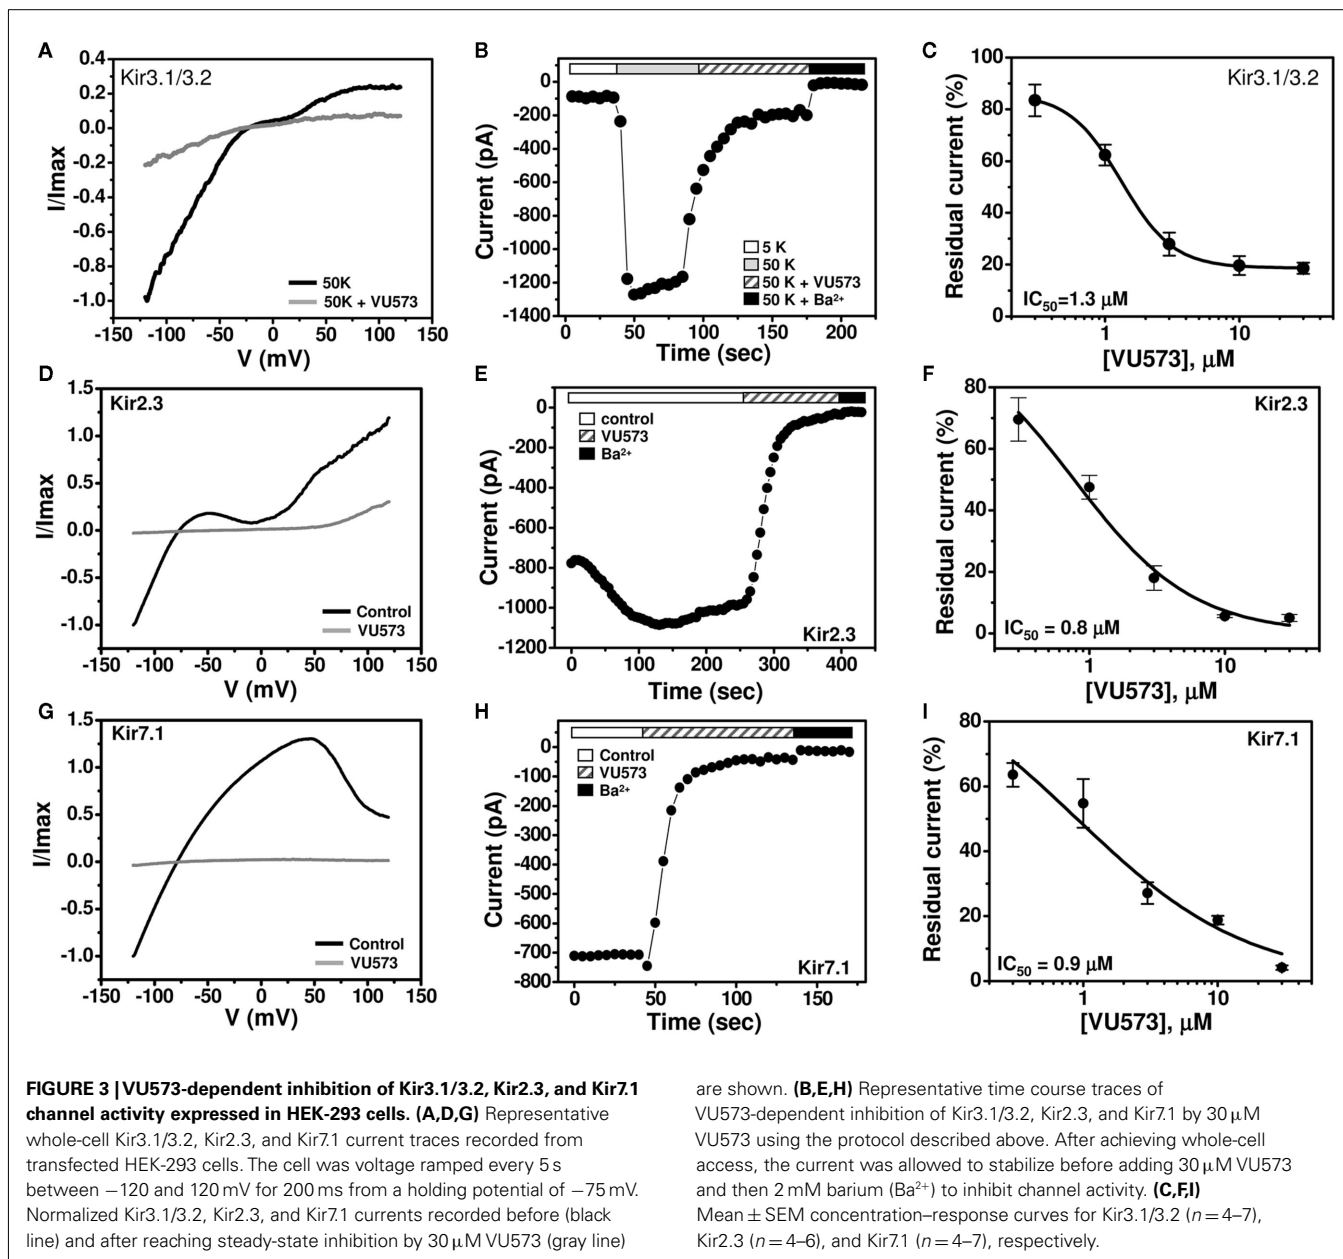 A
Kir3.1/3.2
I/Imax
0.4
0.2
0.0
-0.2
-0.4
-0.6
-0.8
-1.0
50K
50K + VU573
-150 -100 -50 0 50 100 150
V (mV)
B
Current (pA)
0
-200
-400
-600
-800
-1000
-1200
-1400
5 K
50 K
50 K + VU573
50 K + Ba²⁺
0 50 100 150 200
Time (sec)
C
Kir3.1/3.2
Residual current (%)
100
80
60
40
20
0
IC₅₀=1.3 µM
1 10
[VU573], µM
D
Kir2.3
I/Imax
1.5
1.0
0.5
0.0
-0.5
-1.0
Control
VU573
-150 -100 -50 0 50 100 150
V (mV)
E
Current (pA)
0
-200
-400
-600
-800
-1000
-1200
control
VU573
Ba²⁺
Kir2.3
0 100 200 300 400
Time (sec)
F
Kir2.3
Residual current (%)
80
60
40
20
0
IC₅₀ = 0.8 µM
1 10
[VU573], µM
G
Kir7.1
I/Imax
1.5
1.0
0.5
0.0
-0.5
-1.0
Control
VU573
-150 -100 -50 0 50 100 150
V (mV)
H
Current (pA)
0
-100
-200
-300
-400
-500
-600
-700
-800
Control
VU573
Ba²⁺
Kir7.1
0 50 100 150
Time (sec)
I
Kir7.1
Residual current (%)
80
60
40
20
0
IC₅₀ = 0.9 µM
1 10
[VU573], µM
FIGURE 3 | VU573-dependent inhibition of Kir3.1/3.2, Kir2.3, and Kir7.1
channel activity expressed in HEK-293 cells. (A,D,G) Representative
whole-cell Kir3.1/3.2, Kir2.3, and Kir7.1 current traces recorded from
transfected HEK-293 cells. The cell was voltage ramped every 5 s
between −120 and 120 mV for 200 ms from a holding potential of −75 mV.
Normalized Kir3.1/3.2, Kir2.3, and Kir7.1 currents recorded before (black
line) and after reaching steady-state inhibition by 30 µM VU573 (gray line)
are shown. (B,E,H) Representative time course traces of
VU573-dependent inhibition of Kir3.1/3.2, Kir2.3, and Kir7.1 by 30 µM
VU573 using the protocol described above. After achieving whole-cell
access, the current was allowed to stabilize before adding 30 µM VU573
and then 2 mM barium (Ba²⁺) to inhibit channel activity. (C,F,I)
Mean ± SEM concentration–response curves for Kir3.1/3.2 (n = 4–7),
Kir2.3 (n = 4–6), and Kir7.1 (n = 4–7), respectively.